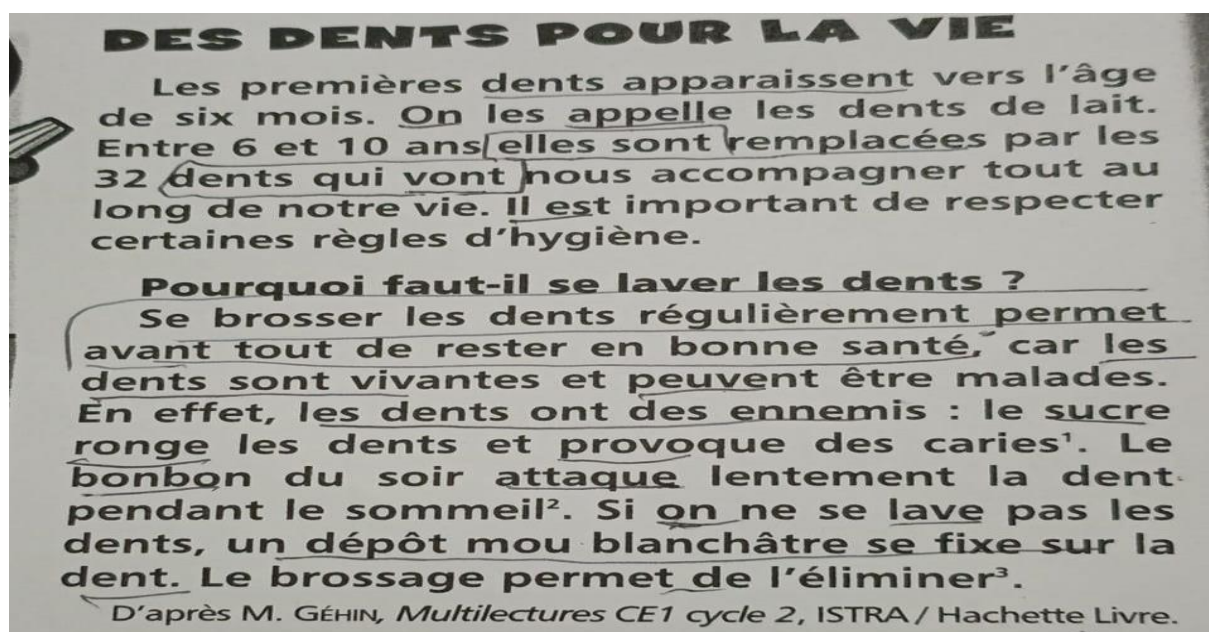 DES DENTS POUR LA VIE
Les premières dents apparaissent vers l'âge
de six mois. On les appelle les dents de lait.
Entre 6 et 10 ans elles sont remplacées par les
32 dents qui vont nous accompagner tout au
long de notre vie. Il est important de respecter
certaines règles d'hygiène.
Pourquoi faut-il se laver les dents ?
Se brosser les dents régulièrement permet
avant tout de rester en bonne santé, car les
dents sont vivantes et peuvent être malades.
En effet, les dents ont des ennemis : le sucre
ronge les dents et provoque des caries¹. Le
bonbon du soir attaque lentement la dent
pendant le sommeil². Si on ne se lave pas les
dents, un dépôt mou blanchâtre se fixe sur la
dent. Le brossage permet de l'éliminer³.
D'après M. GÉHIN, Multilectures CE1 cycle 2, ISTRA / Hachette Livre.